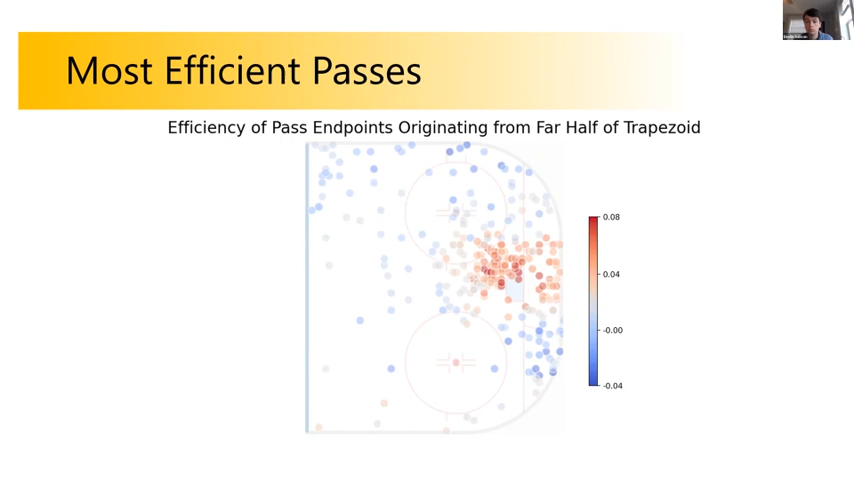 Most Efficient Passes
Efficiency of Pass Endpoints Originating from Far Half of Trapezoid
0.08
0.04
-0.00
-0.04